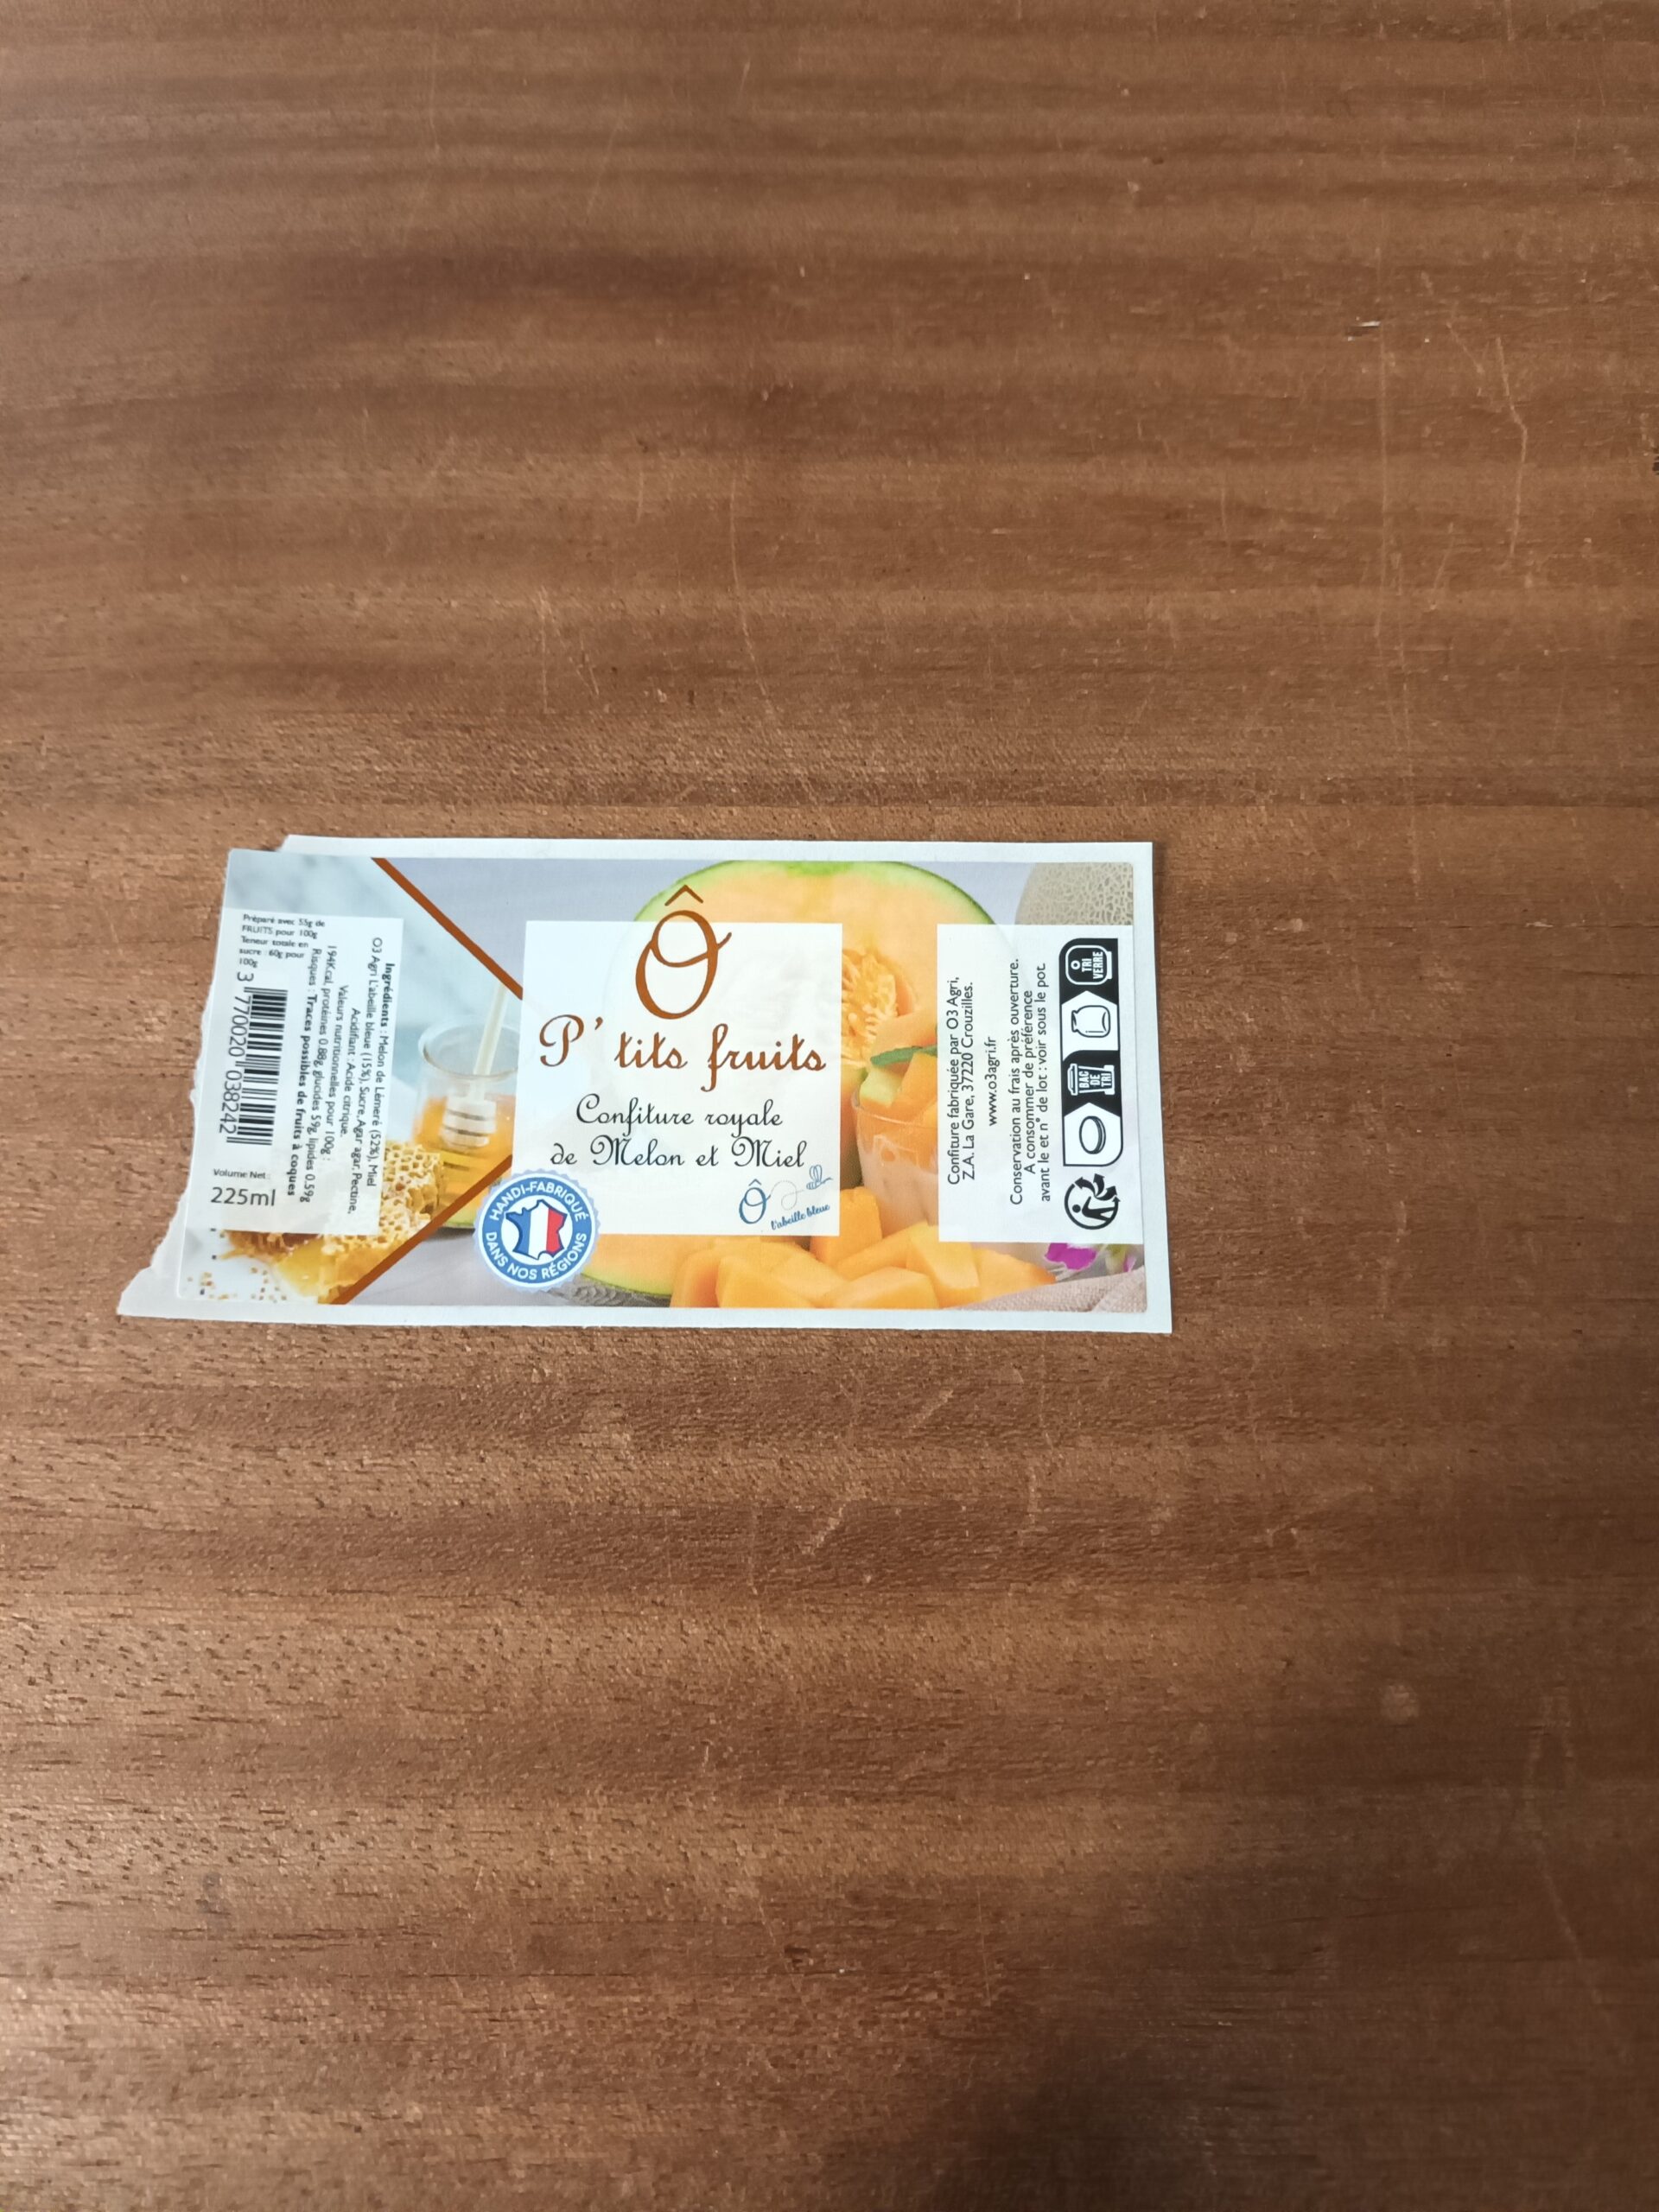 Préparé avec 55g de
FRUITS pour 100g
Teneur totale en
sucre : 60g pour
100g
3 770020 038242
Volume Net :
225ml
Ingrédients : Melon de Lémeré (52%), Miel
O3 Agri L'abeille bleue (15%), Sucre, Agar agar, Pectine,
Acidifiant : Acide citrique.
Valeurs nutritionnelles pour 100g :
194Kcal, protéines 0.88g, glucides 59g, lipides 0.59g
Risques : Traces possibles de fruits à coques
Ô
P'tits fruits
Confiture royale
de Melon et Miel
Ô
l'abeille bleue
HANDI-FABRIQUÉ
DANS NOS RÉGIONS
Confiture fabriquée par O3 Agri,
Z.A. La Gare, 37220 Crouzilles.
www.o3agri.fr
Conservation au frais après ouverture.
A consommer de préférence
avant le et n° de lot : voir sous le pot.
BAC
DE
TRI
TRI
VERRE